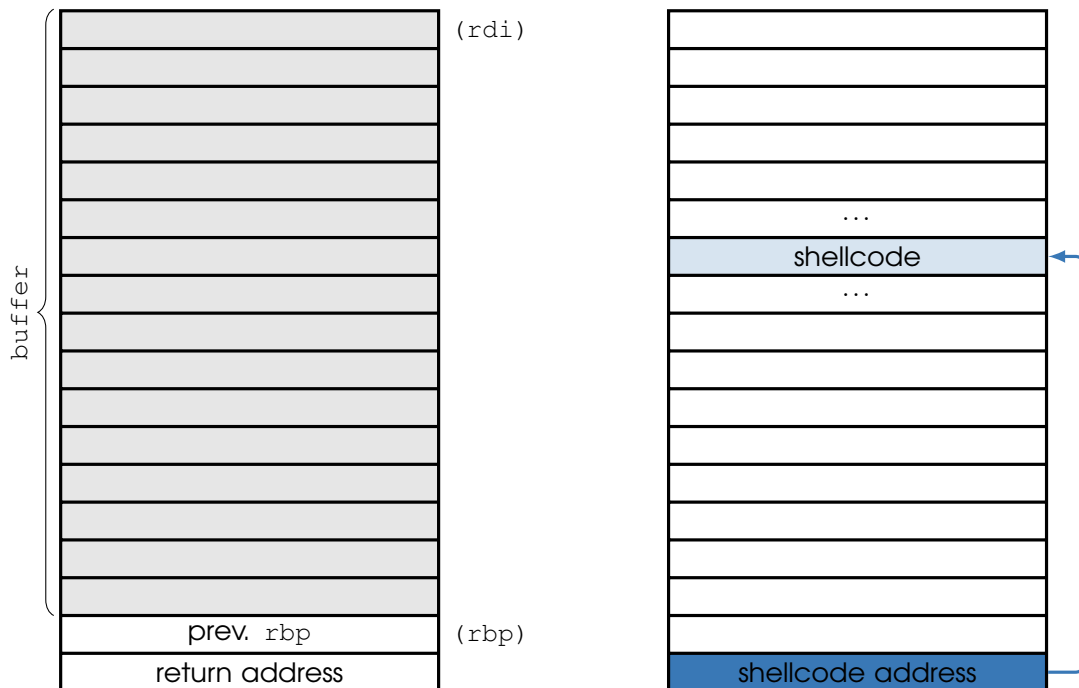 (rdi)
...
shellcode
...
buffer
prev. rbp
(rbp)
return address
shellcode address